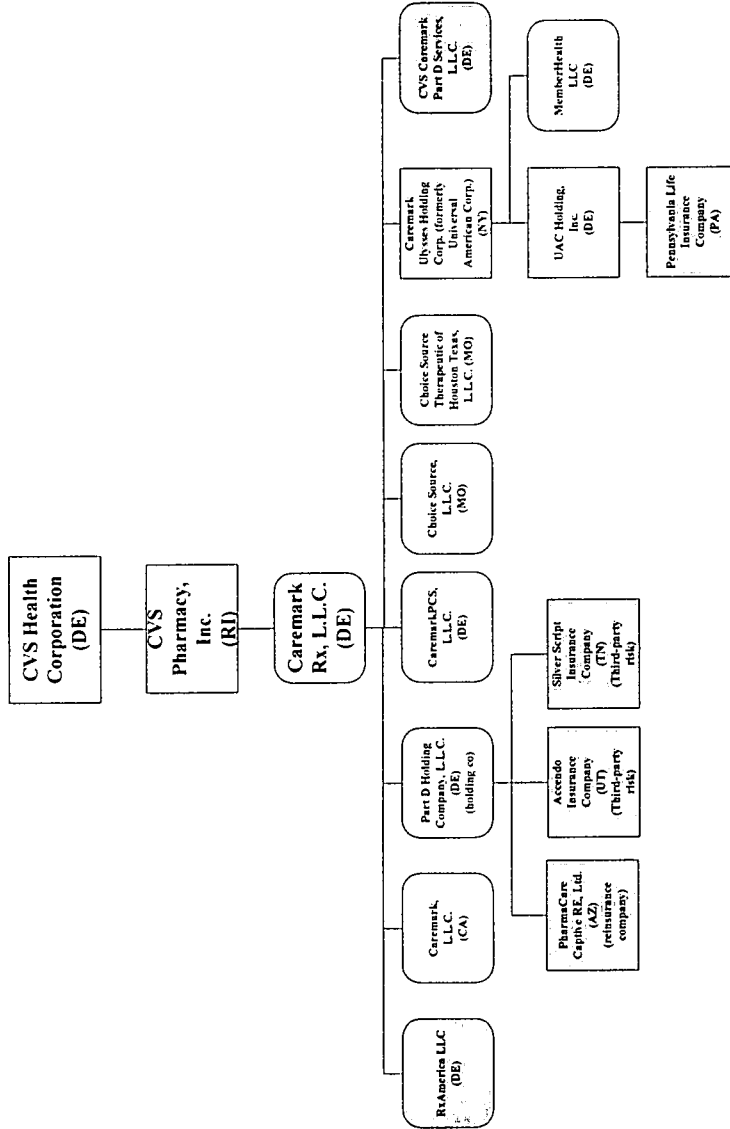 CVS Health
Corporation
(DE)
CVS
Pharmacy,
Inc.
(RI)
Caremark
Rx, L.L.C.
(DE)
RxAmerica LLC
(DE)
Caremark,
L.L.C.
(CA)
Part D Holding
Company, L.L.C.
(DE)
(holding co)
CaremarkPCS,
L.L.C.
(DE)
Choice Source,
L.L.C.
(MO)
Choice Source
Therapeutic of
Houston Texas,
L.L.C. (MO)
Caremark
Ulysses Holding
Corp. (formerly
Universal
American Corp.)
(NY)
CVS Caremark
Part D Services,
L.L.C.
(DE)
PharmaCare
Captive RE, Ltd.
(AZ)
(reinsurance
company)
Accendo
Insurance
Company
(UT)
(Third-party
risk)
Silver Script
Insurance
Company
(TN)
(Third-party
risk)
UAC Holding,
Inc.
(DE)
MemberHealth
LLC
(DE)
Pennsylvania Life
Insurance
Company
(PA)